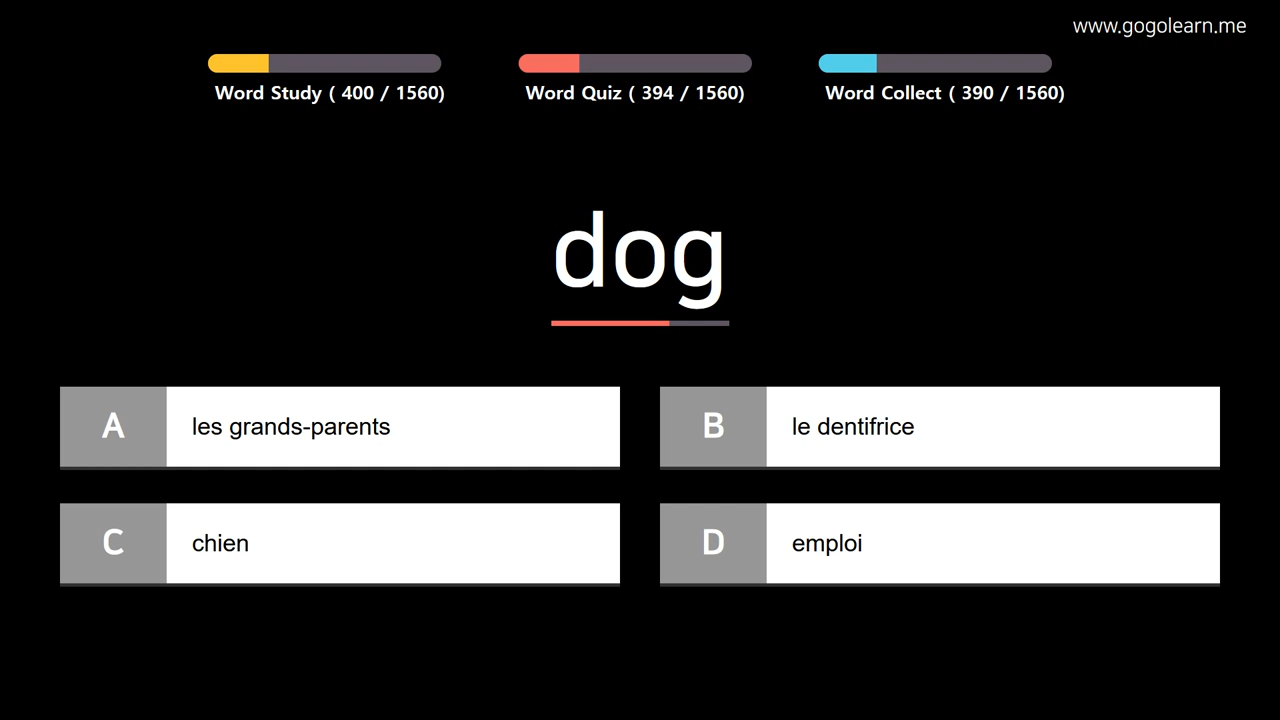 www.gogolearn.me
Word Study ( 400 / 1560)
Word Quiz ( 394 / 1560)
Word Collect ( 390 / 1560)
dog
A les grands-parents
B le dentifrice
C chien
D emploi